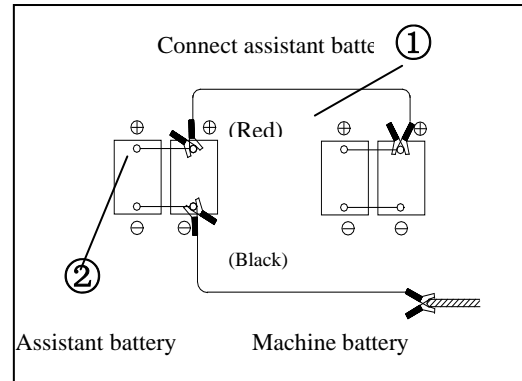 Connect assistant batte ①
⊕ ⊕ (Red) ⊕ ⊕
⊖ ⊖ ⊖ ⊖
② (Black)
Assistant battery Machine battery